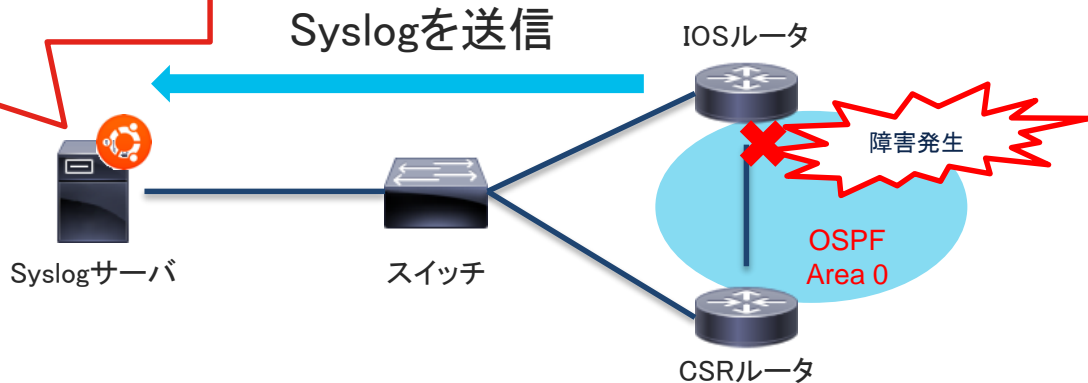 Syslogを送信
IOSルータ
障害発生
OSPF
Area 0
Syslogサーバ
スイッチ
CSRルータ